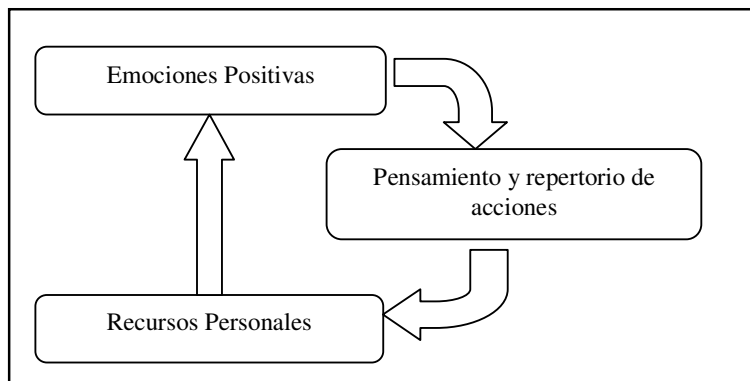 Emociones Positivas
Pensamiento y repertorio de
acciones
Recursos Personales